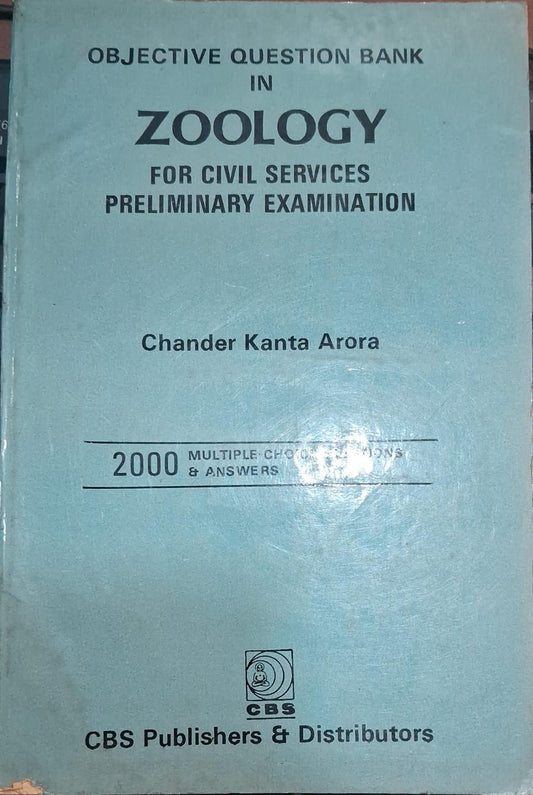 OBJECTIVE QUESTION BANK
IN
ZOOLOGY
FOR CIVIL SERVICES
PRELIMINARY EXAMINATION
Chander Kanta Arora
2000
MULTIPLE-CHOICE
& ANSWERS
CBS
CBS Publishers & Distributors